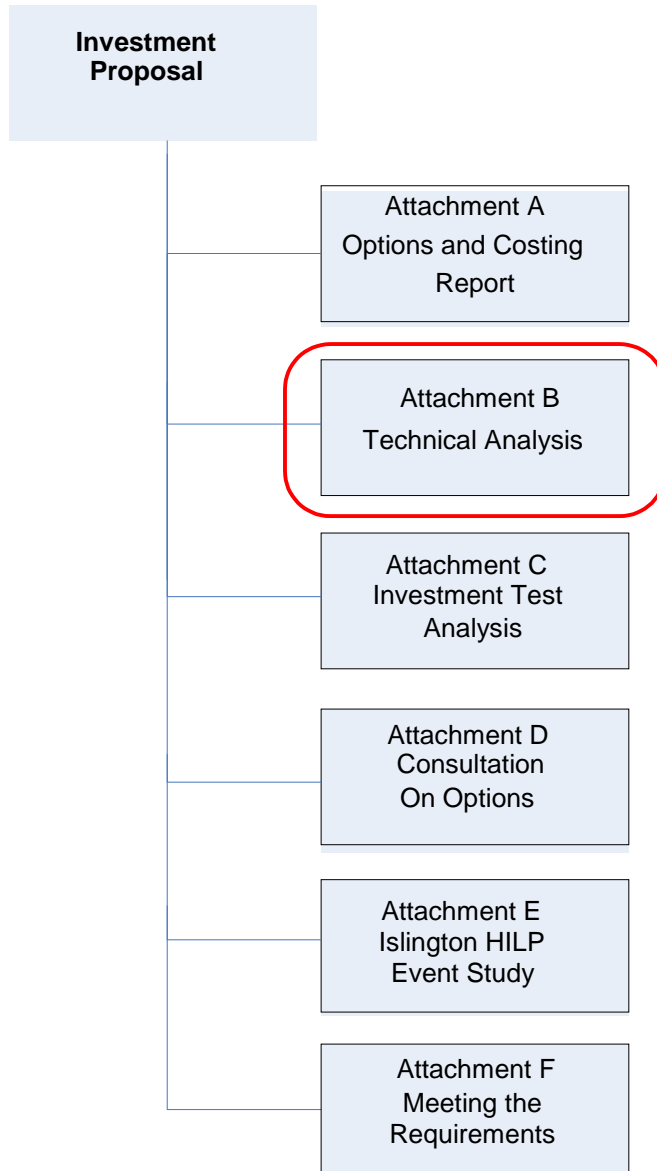 Investment
Proposal
Attachment A
Options and Costing
Report
Attachment B
Technical Analysis
Attachment C
Investment Test
Analysis
Attachment D
Consultation
On Options
Attachment E
Islington HILP
Event Study
Attachment F
Meeting the
Requirements